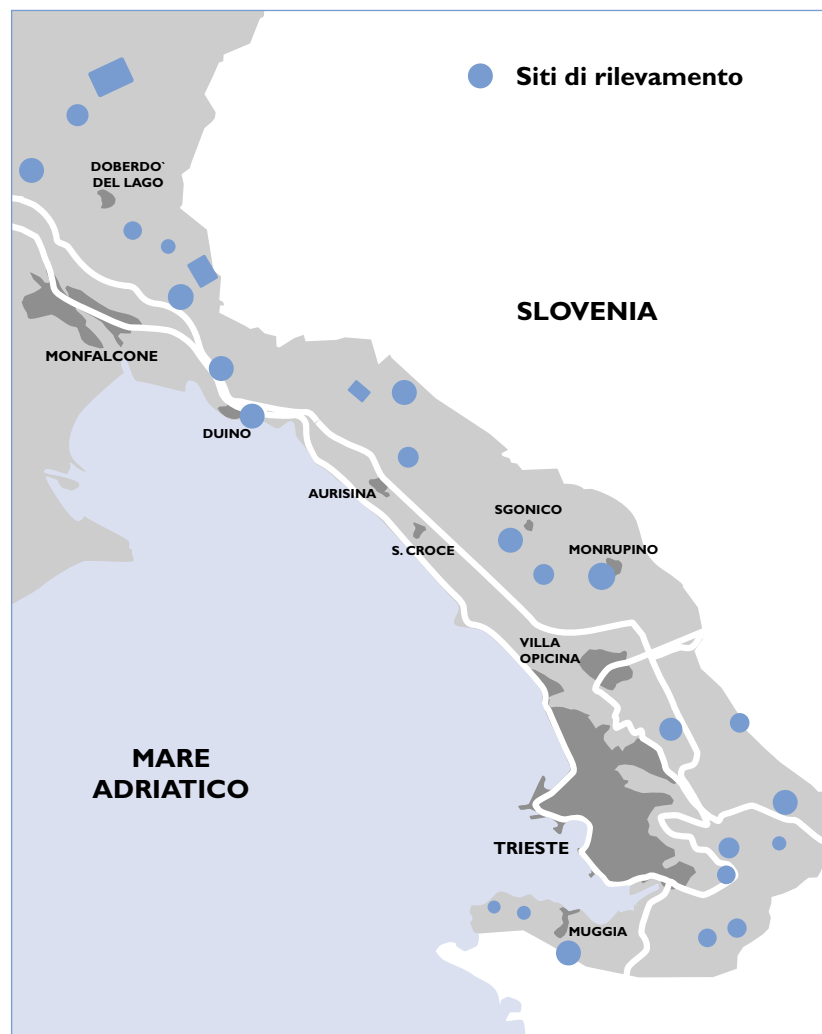 Siti di rilevamento
DOBERDO`
DEL LAGO
SLOVENIA
MONFALCONE
DUINO
AURISINA
SGONICO
S. CROCE
MONRUPINO
VILLA
OPICINA
MARE
ADRIATICO
TRIESTE
MUGGIA